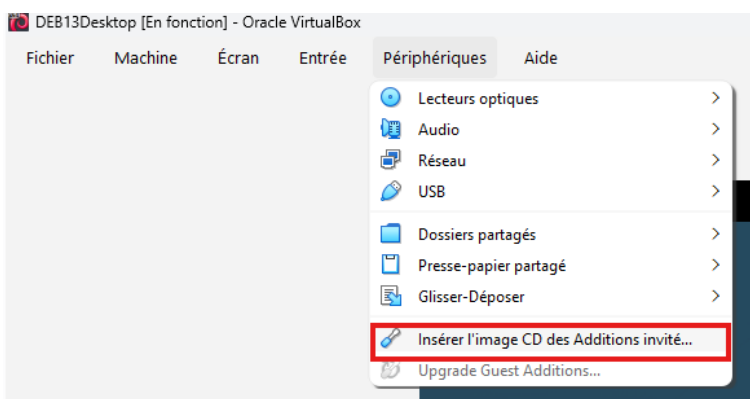 DEB13Desktop [En fonction] - Oracle VirtualBox
Fichier Machine Écran Entrée Périphériques Aide
Lecteurs optiques
Audio
Réseau
USB
Dossiers partagés
Presse-papier partagé
Glisser-Déposer
Insérer l'image CD des Additions invité...
Upgrade Guest Additions...